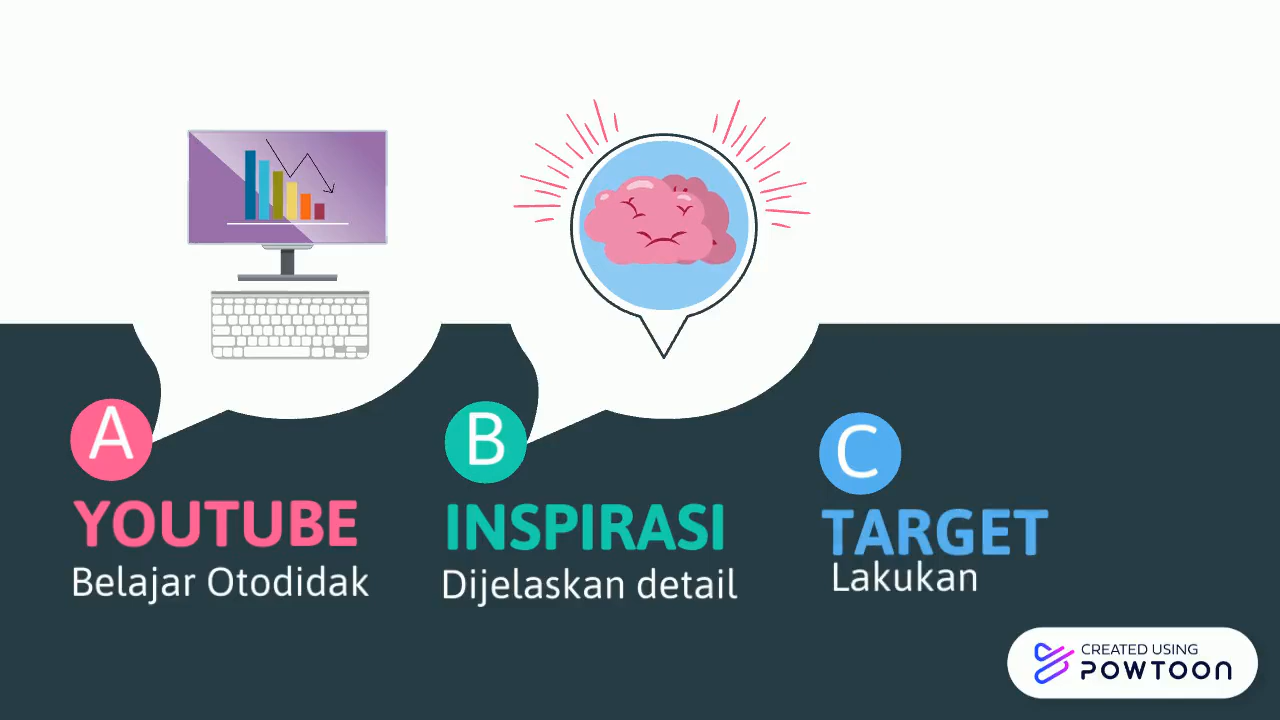 A
YOUTUBE
Belajar Otodidak
B
INSPIRASI
Dijelaskan detail
C
TARGET
Lakukan
CREATED USING
POWTOON